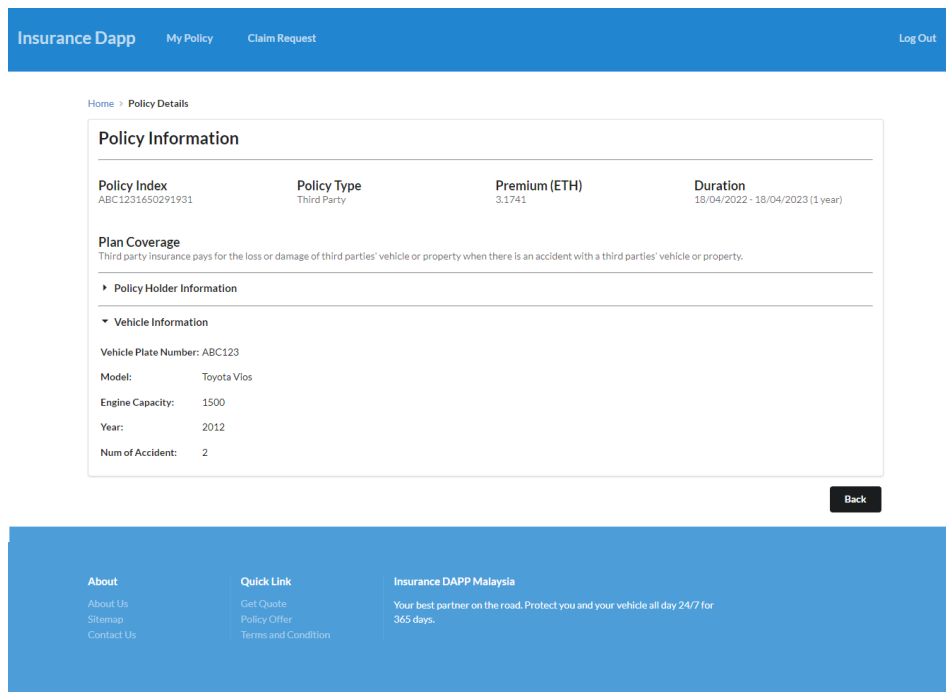 Insurance Dapp My Policy Claim Request Log Out
Home > Policy Details
Policy Information
Policy Index Policy Type Premium (ETH) Duration
ABC1231650291931 Third Party 3.1741 18/04/2022 - 18/04/2023 (1 year)
Plan Coverage
Third party insurance pays for the loss or damage of third parties' vehicle or property when there is an accident with a third parties' vehicle or property.
Policy Holder Information
Vehicle Information
Vehicle Plate Number: ABC123
Model: Toyota Vios
Engine Capacity: 1500
Year: 2012
Num of Accident: 2
Back
About Quick Link Insurance DAPP Malaysia
About Us Get Quote Your best partner on the road. Protect you and your vehicle all day 24/7 for
Sitemap Policy Offer 365 days.
Contact Us Terms and Condition